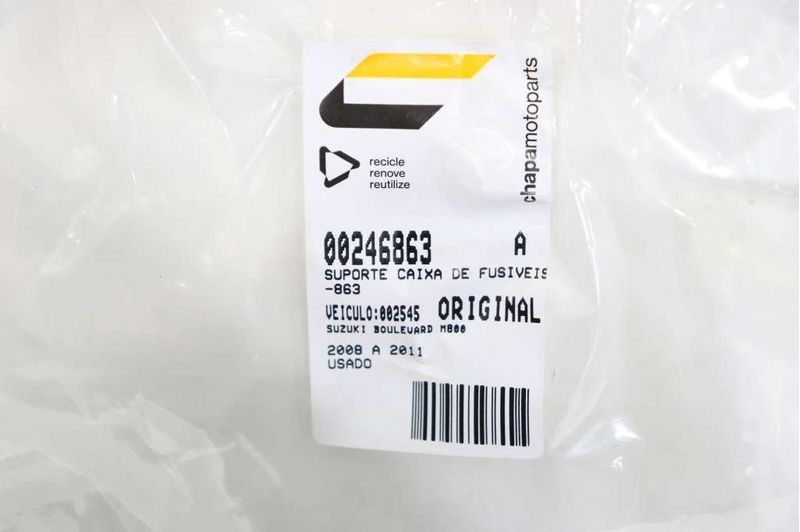 chapamotoparts
recicle
renove
reutilize
00246863 A
SUPORTE CAIXA DE FUSIVEIS
-863
VEICULO:002545 ORIGINAL
SUZUKI BOULEVARD M800
2008 A 2011
USADO